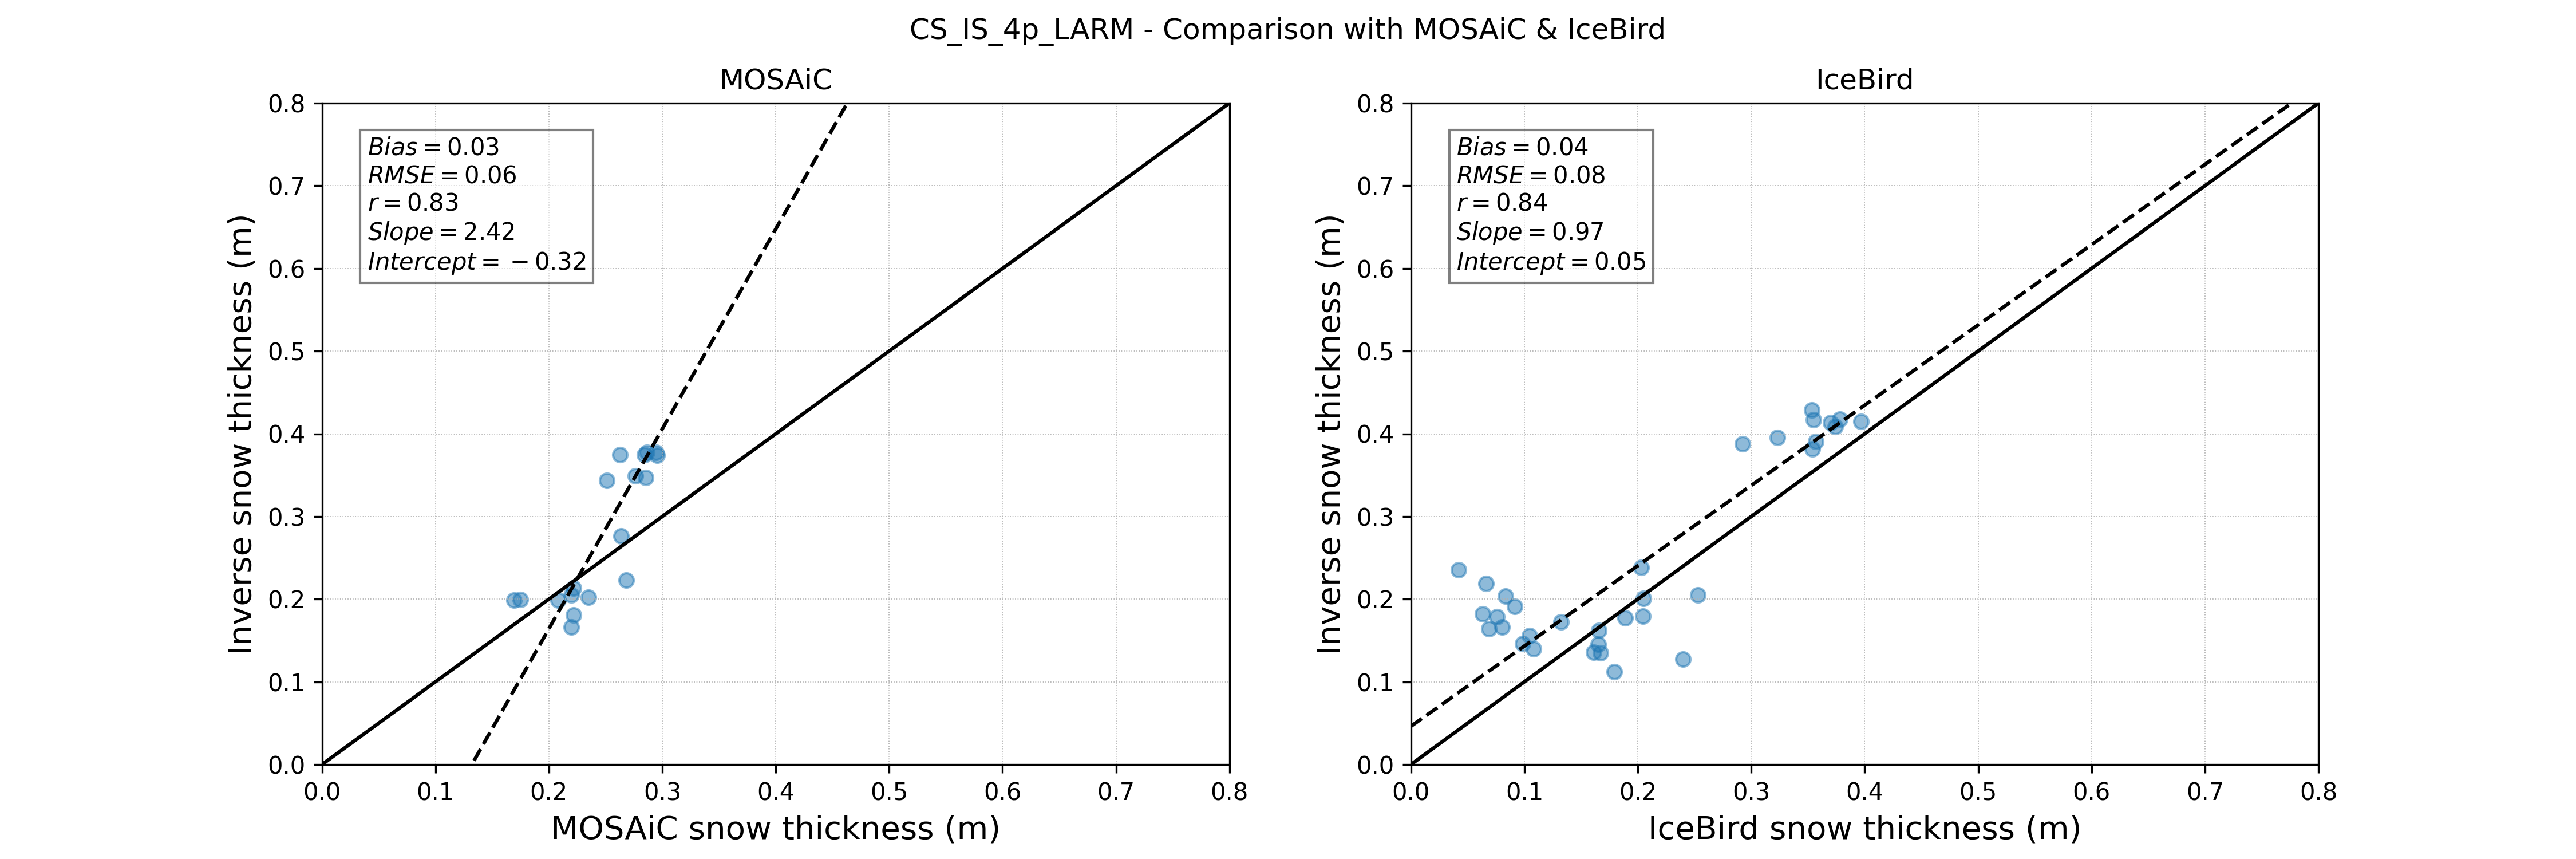 CS_IS_4p_LARM - Comparison with MOSAiC & IceBird
MOSAiC
0.8
0.7
0.6
0.5
0.4
0.3
0.2
0.1
0.0
Inverse snow thickness (m)
Bias = 0.03
RMSE = 0.06
r = 0.83
Slope = 2.42
Intercept = − 0.32
0.0 0.1 0.2 0.3 0.4 0.5 0.6 0.7 0.8
MOSAiC snow thickness (m)
IceBird
0.8
0.7
0.6
0.5
0.4
0.3
0.2
0.1
0.0
Inverse snow thickness (m)
Bias = 0.04
RMSE = 0.08
r = 0.84
Slope = 0.97
Intercept = 0.05
0.0 0.1 0.2 0.3 0.4 0.5 0.6 0.7 0.8
IceBird snow thickness (m)